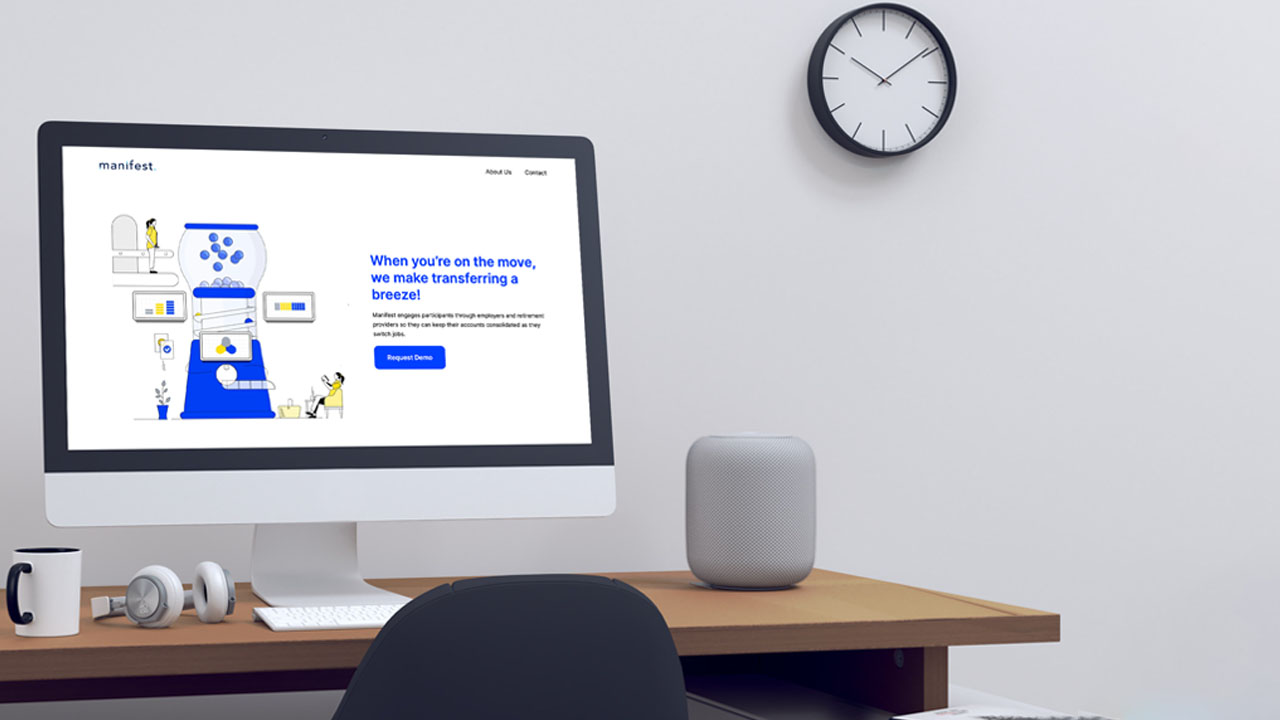 manifest.
About Us
Contact
When you're on the move,
we make transferring a
breeze!
Manifest engages participants through employers and retirement
providers so they can keep their accounts consolidated as they
switch jobs.
Request Demo